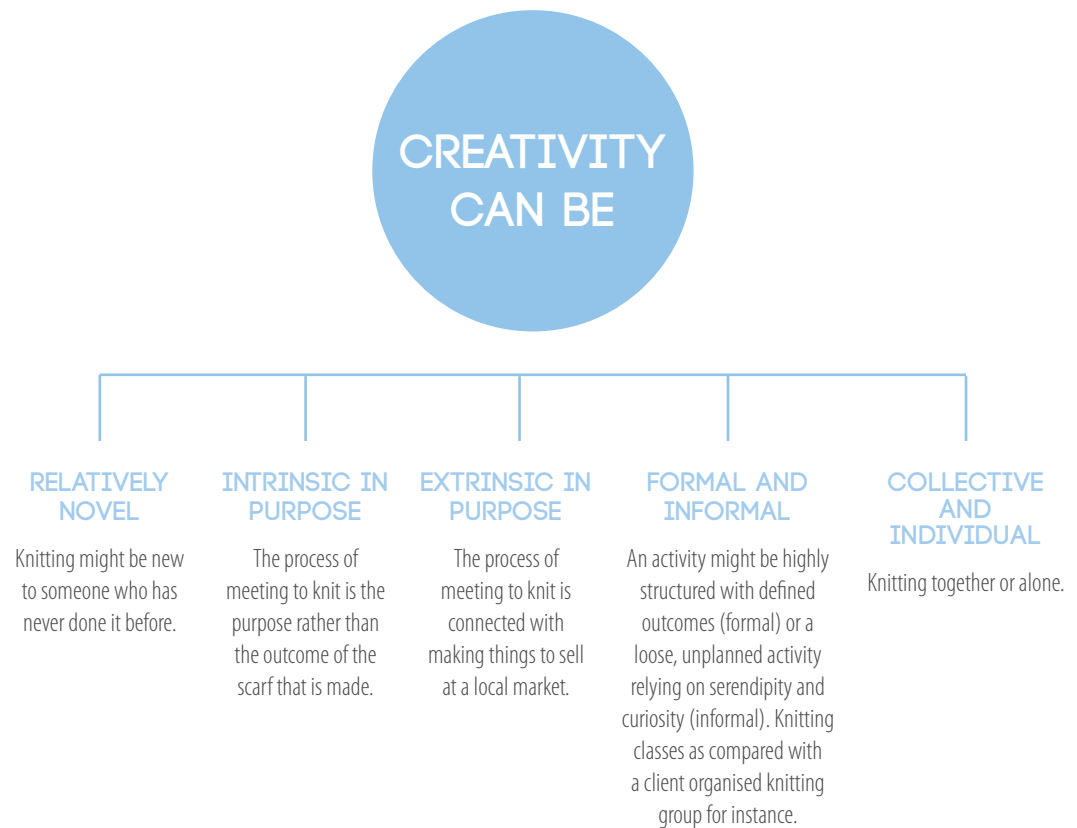 CREATIVITY
CAN BE
RELATIVELY
NOVEL
Knitting might be new
to someone who has
never done it before.
INTRINSIC IN
PURPOSE
The process of
meeting to knit is the
purpose rather than
the outcome of the
scarf that is made.
EXTRINSIC IN
PURPOSE
The process of
meeting to knit is
connected with
making things to sell
at a local market.
FORMAL AND
INFORMAL
An activity might be highly
structured with defined
outcomes (formal) or a
loose, unplanned activity
relying on serendipity and
curiosity (informal). Knitting
classes as compared with
a client organised knitting
group for instance.
COLLECTIVE
AND
INDIVIDUAL
Knitting together or alone.